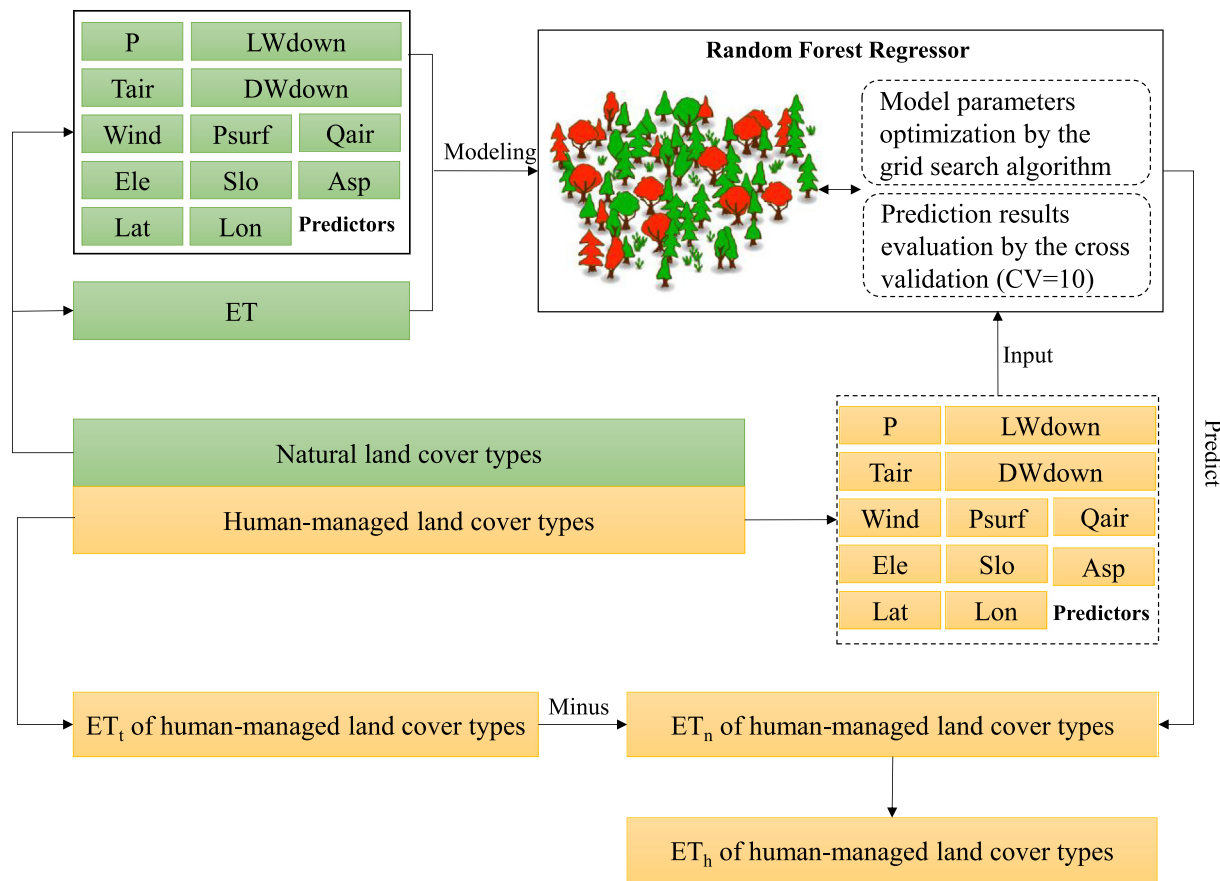 P
LWdown
Tair
DWdown
Wind
Psurf
Qair
Ele
Slo
Asp
Lat
Lon
Predictors
ET
Modeling
Random Forest Regressor
Model parameters
optimization by the
grid search algorithm
Prediction results
evaluation by the cross
validation (CV=10)
Input
Predict
Natural land cover types
Human-managed land cover types
P
LWdown
Tair
DWdown
Wind
Psurf
Qair
Ele
Slo
Asp
Lat
Lon
Predictors
ETt of human-managed land cover types
Minus
ETn of human-managed land cover types
ETh of human-managed land cover types